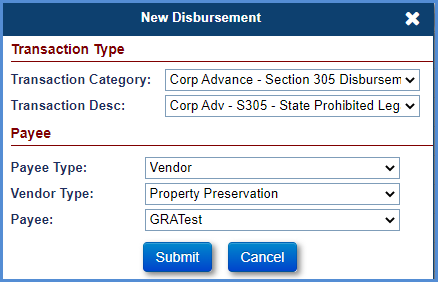 New Disbursement
Transaction Type
Transaction Category: Corp Advance - Section 305 Disbursem
Transaction Desc: Corp Adv - S305 - State Prohibited Leg
Payee
Payee Type: Vendor
Vendor Type: Property Preservation
Payee: GRATest
Submit Cancel